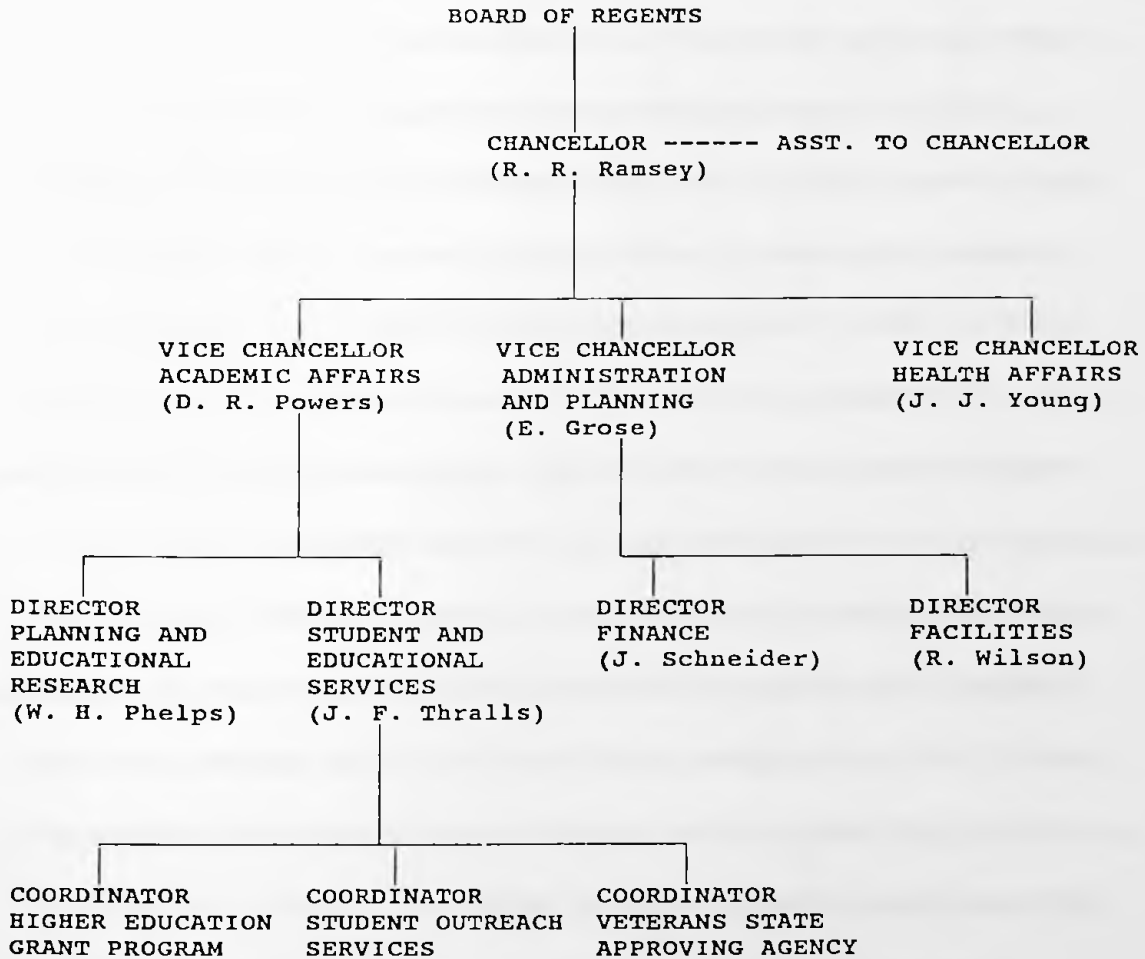 BOARD OF REGENTS
CHANCELLOR ------ ASST. TO CHANCELLOR
(R. R. Ramsey)
VICE CHANCELLOR
ACADEMIC AFFAIRS
(D. R. Powers)
VICE CHANCELLOR
ADMINISTRATION
AND PLANNING
(E. Grose)
VICE CHANCELLOR
HEALTH AFFAIRS
(J. J. Young)
DIRECTOR
PLANNING AND
EDUCATIONAL
RESEARCH
(W. H. Phelps)
DIRECTOR
STUDENT AND
EDUCATIONAL
SERVICES
(J. F. Thralls)
DIRECTOR
FINANCE
(J. Schneider)
DIRECTOR
FACILITIES
(R. Wilson)
COORDINATOR
HIGHER EDUCATION
GRANT PROGRAM
COORDINATOR
STUDENT OUTREACH
SERVICES
COORDINATOR
VETERANS STATE
APPROVING AGENCY